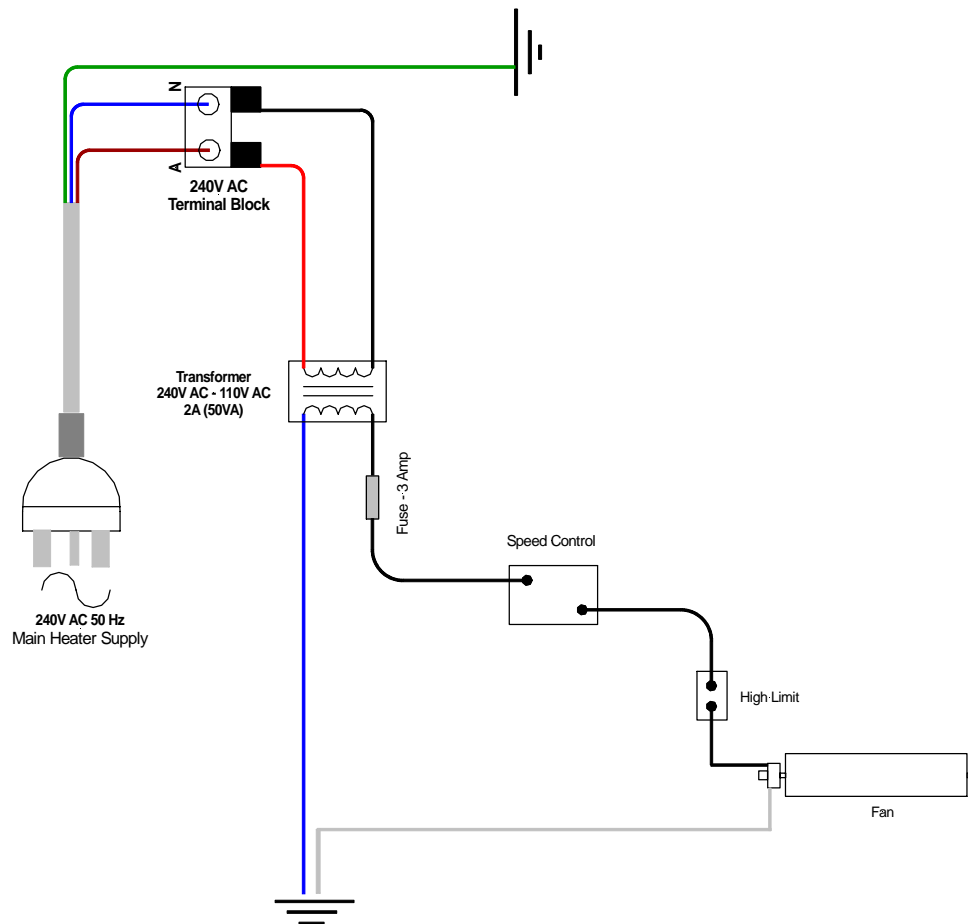 N
A
240V AC
Terminal Block
Transformer
240V AC - 110V AC
2A (50VA)
Fuse - 3 Amp
Speed Control
240V AC 50 Hz
Main Heater Supply
High Limit
Fan